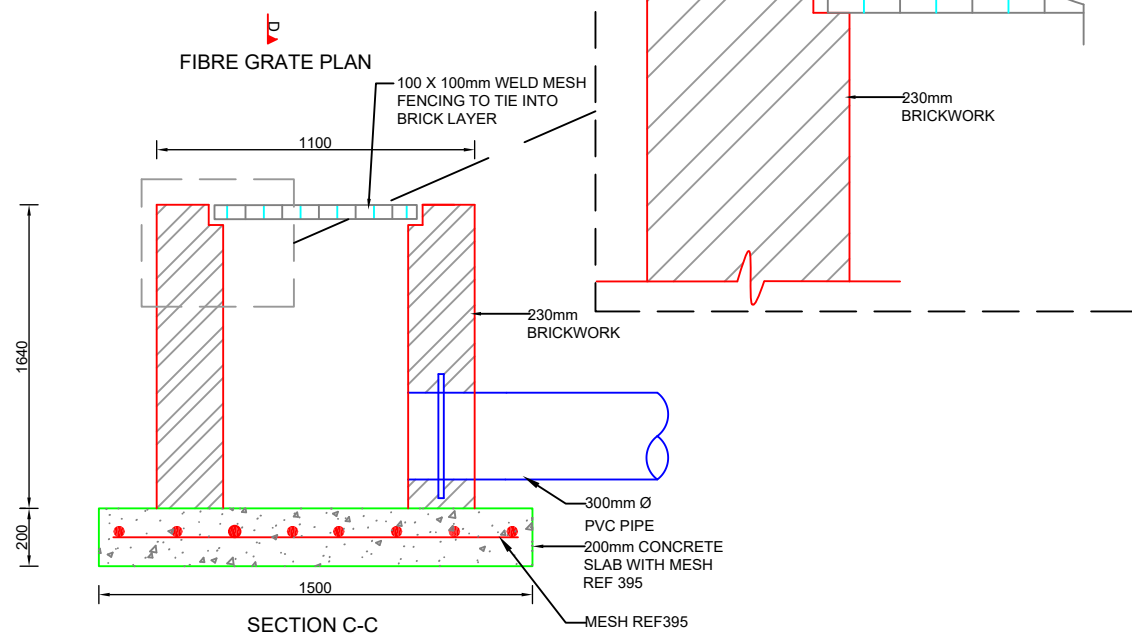 D
FIBRE GRATE PLAN
100 X 100mm WELD MESH
FENCING TO TIE INTO
BRICK LAYER
230mm
BRICKWORK
1100
1640
230mm
BRICKWORK
300mm Ø
PVC PIPE
200mm CONCRETE
SLAB WITH MESH
REF 395
200
1500
MESH REF395
SECTION C-C